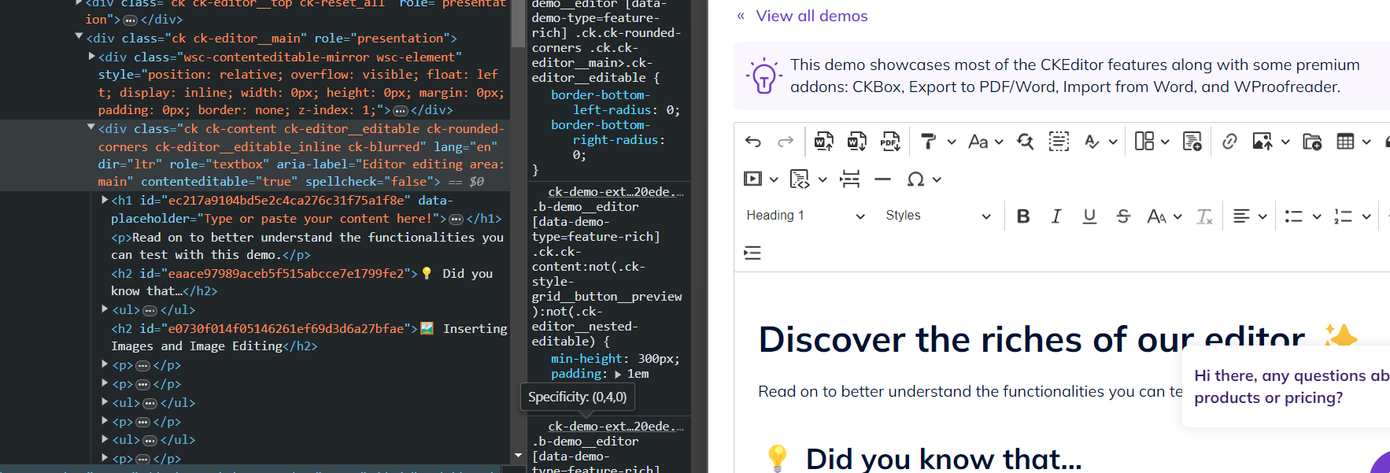 <div class="ck ck-editor__top ck-reset_all" role="presentat
ion">…</div>
<div class="ck ck-editor__main" role="presentation">
<div class="wsc-contenteditable-mirror wsc-element"
style="position: relative; overflow: visible; float: lef
t; display: inline; width: 0px; height: 0px; margin: 0px;
padding: 0px; border: none; z-index: 1;">…</div>
<div class="ck ck-content ck-editor__editable ck-rounded-
corners ck-editor__editable_inline ck-blurred" lang="en"
dir="ltr" role="textbox" aria-label="Editor editing area:
main" contenteditable="true" spellcheck="false"> == $0
<h1 id="ec217a9104bd5e2c4ca276c31f75a1f8e" data-
placeholder="Type or paste your content here!">…</h1>
<p>Read on to better understand the functionalities you
can test with this demo.</p>
<h2 id="eaace97989aceb5f515abcce7e1799fe2">💡 Did you
know that…</h2>
<ul>…</ul>
<h2 id="e0730f014f05146261ef69d3d6a27bfae">🖼️ Inserting
Images and Image Editing</h2>
<p>…</p>
<p>…</p>
<ul>…</ul>
<p>…</p>
<ul>…</ul>
<p>…</p>
demo__editor [data-
demo-type=feature-
rich] .ck.ck-rounded-
corners .ck.ck-
editor__main>.ck-
editor__editable {
border-bottom-
left-radius: 0;
border-bottom-
right-radius:
0;
}
ck-demo-ext…20ede.…
.b-demo__editor
[data-demo-
type=feature-rich]
.ck.ck-
content:not(.ck-
style-
grid__button__preview
):not(.ck-
editor__nested-
editable) {
min-height: 300px;
padding: ▶ 1em
Specificity: (0,4,0)
ck-demo-ext…20ede.…
.b-demo__editor
[data-demo-
type=feature-rich]
« View all demos
This demo showcases most of the CKEditor features along with some premium
addons: CKBox, Export to PDF/Word, Import from Word, and WProofreader.
Heading 1
Styles
Discover the riches of our editor ✨
Read on to better understand the functionalities you can te
Hi there, any questions ab
products or pricing?
💡 Did you know that…